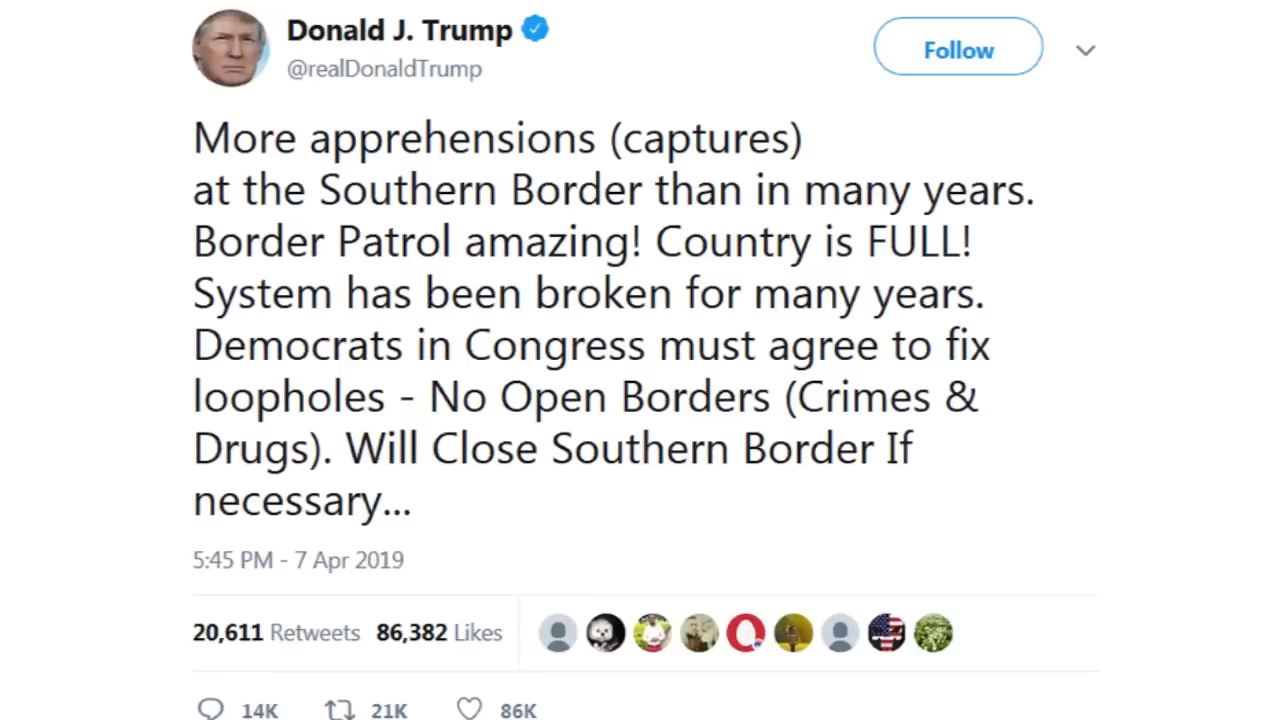 Donald J. Trump
@realDonaldTrump
Follow
More apprehensions (captures)
at the Southern Border than in many years.
Border Patrol amazing! Country is FULL!
System has been broken for many years.
Democrats in Congress must agree to fix
loopholes - No Open Borders (Crimes &
Drugs). Will Close Southern Border If
necessary...
5:45 PM - 7 Apr 2019
20,611 Retweets 86,382 Likes
14K 21K 86K